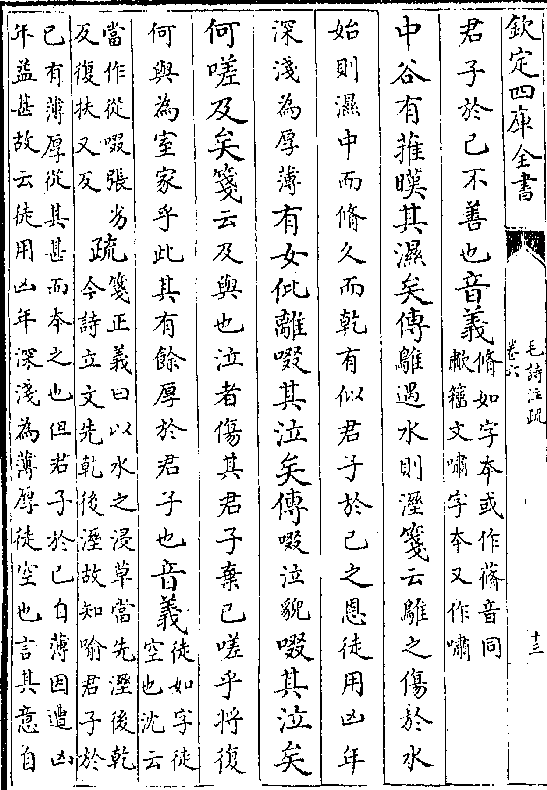 欽定四庫全書
毛詩注疏
卷六
十三
君子於己不善也音義脩如字本或作蓨音同
歗籀文嘯字本又作嘯
中谷有蓷暵其濕矣傳鵻遇水則溼箋云鵻之傷於水
始則濕中而脩久而乾有似君子於己之恩徒用凶年
深淺為厚薄有女仳離啜其泣矣傳啜泣貌啜其泣矣
何嗟及矣箋云及與也泣者傷其君子棄已嗟乎將復
何與為室家乎此其有餘厚於君子也音義徒如字徒
空也沈云
當作從啜張劣
反復扶又反疏箋正義曰以水之浸草當先溼後乾
今詩立文先乾後溼故知喻君子於
已有薄厚從其甚而本之也但君子於已自薄因遭凶
年益甚故云徒用凶年深淺為薄厚徒空也言其意自